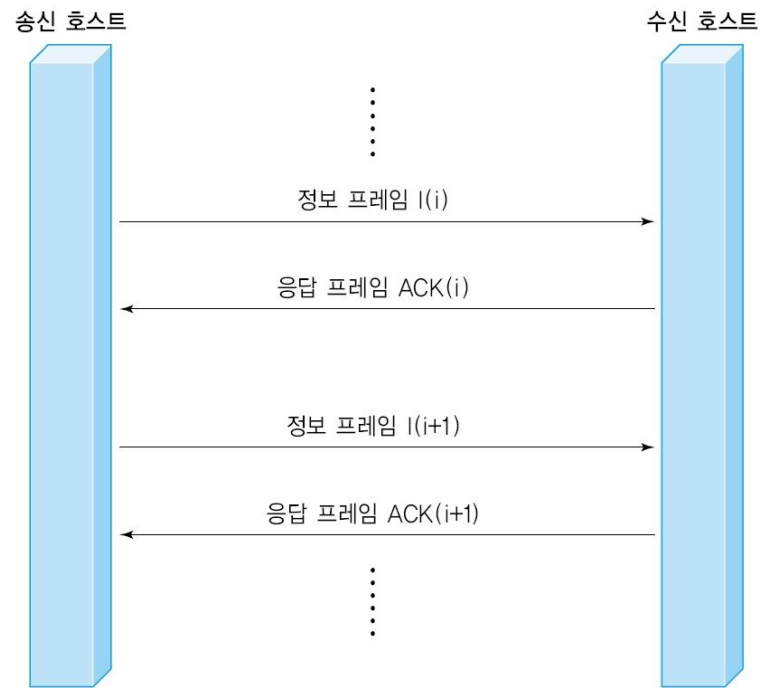 송신 호스트
수신 호스트
정보 프레임 I(i)
응답 프레임 ACK(i)
정보 프레임 I(i+1)
응답 프레임 ACK(i+1)